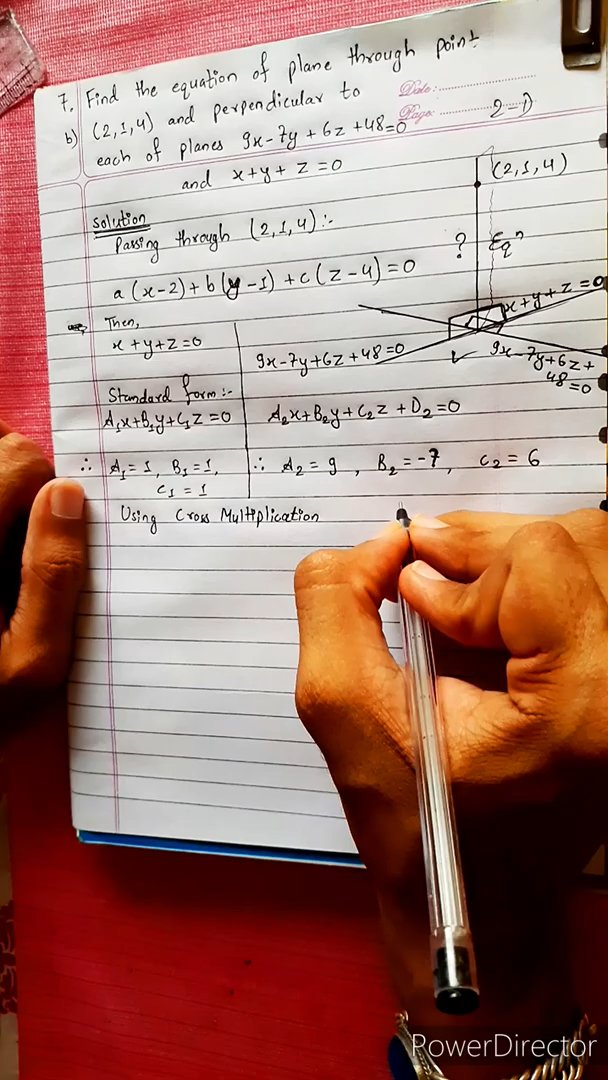 7. Find the equation of plane through point
Date:
b) (2,1,4) and perpendicular to
Page: 2-D
each of planes 9x-7y+6z+48=0
and x+y+z=0
Solution
Passing through (2,1,4):-
(2,1,4)
? Eqⁿ
a(x-2)+b(y-1)+c(z-4)=0
x+y+z=0
Then,
x+y+z=0
9x-7y+6z+48=0
9x-7y+6z+
48
=0
Standard form:-
A₁x+B₁y+C₁z=0
A₂x+B₂y+C₂z+D₂=0
∴ A₁=1, B₁=1,
C₁=1
∴ A₂=9, B₂=-7, C₂=6
Using Cross Multiplication
PowerDirector